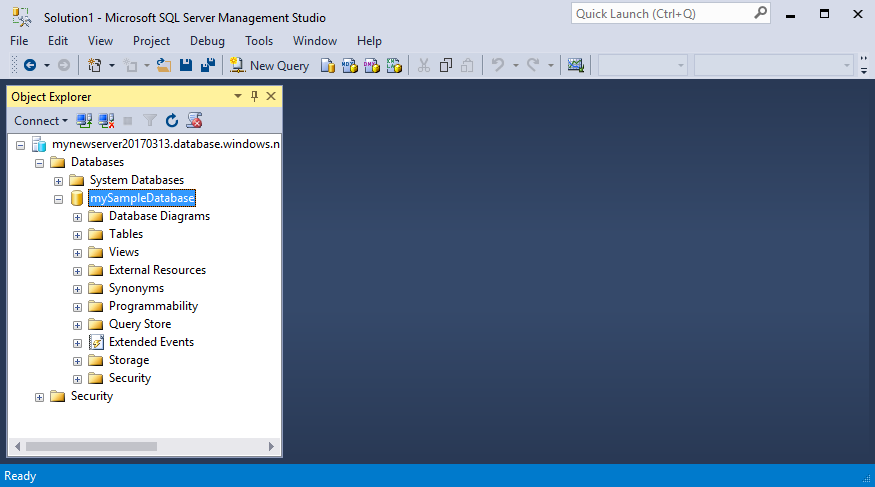 Solution1 - Microsoft SQL Server Management Studio
Quick Launch (Ctrl+Q)
File Edit View Project Debug Tools Window Help
New Query
Object Explorer
Connect
mynewserver20170313.database.windows.n
Databases
System Databases
mySampleDatabase
Database Diagrams
Tables
Views
External Resources
Synonyms
Programmability
Query Store
Extended Events
Storage
Security
Security
Ready